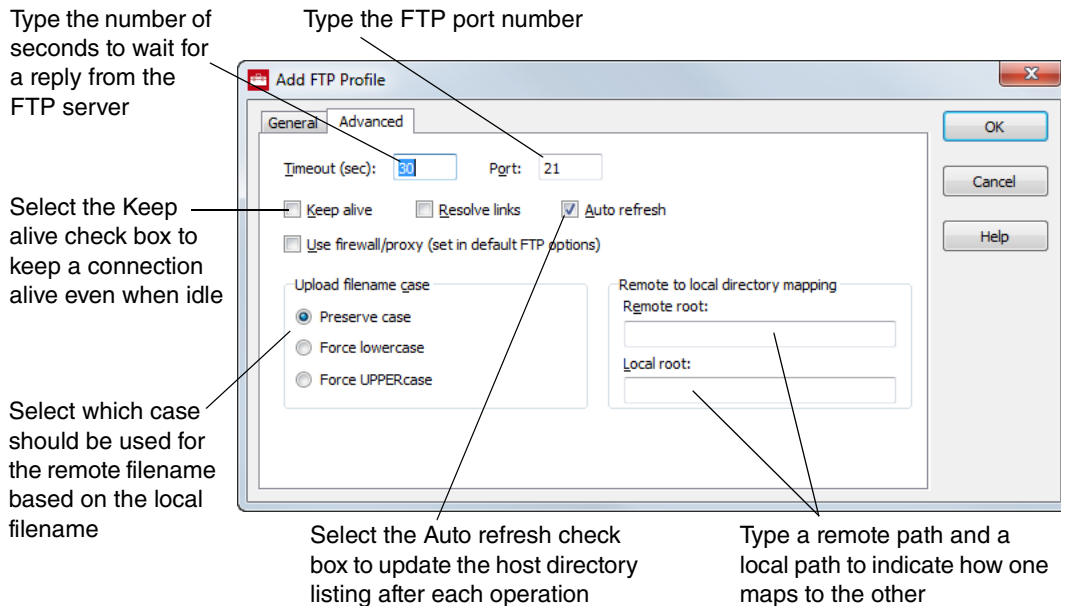 Type the number of
seconds to wait for
a reply from the
FTP server
Type the FTP port number
Add FTP Profile
General
Advanced
OK
Timeout (sec):
30
Port:
21
Cancel
Keep alive
Resolve links
Auto refresh
Help
Use firewall/proxy (set in default FTP options)
Select the Keep
alive check box to
keep a connection
alive even when idle
Upload filename case
Preserve case
Force lowercase
Force UPPERcase
Remote to local directory mapping
Remote root:
Local root:
Select which case
should be used for
the remote filename
based on the local
filename
Select the Auto refresh check
box to update the host directory
listing after each operation
Type a remote path and a
local path to indicate how one
maps to the other